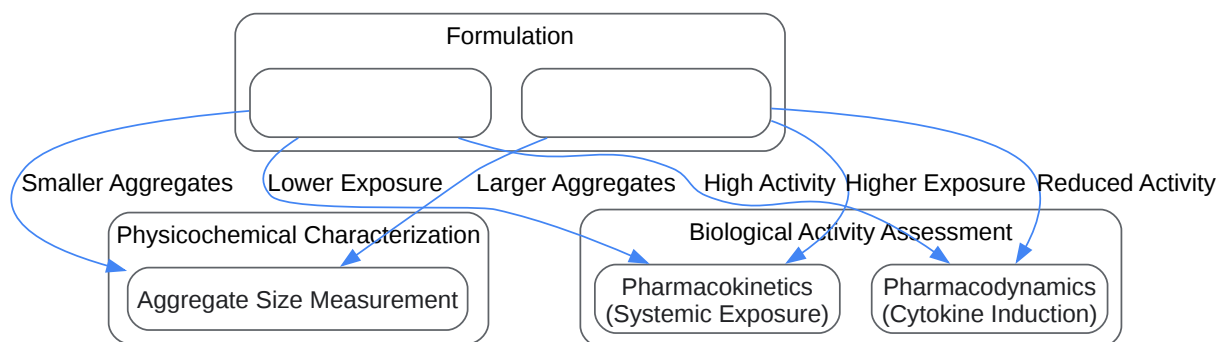 Formulation
Smaller Aggregates
Lower Exposure
Larger Aggregates
High Activity
Higher Exposure
Reduced Activity
Physicochemical Characterization
Aggregate Size Measurement
Biological Activity Assessment
Pharmacokinetics
(Systemic Exposure)
Pharmacodynamics
(Cytokine Induction)